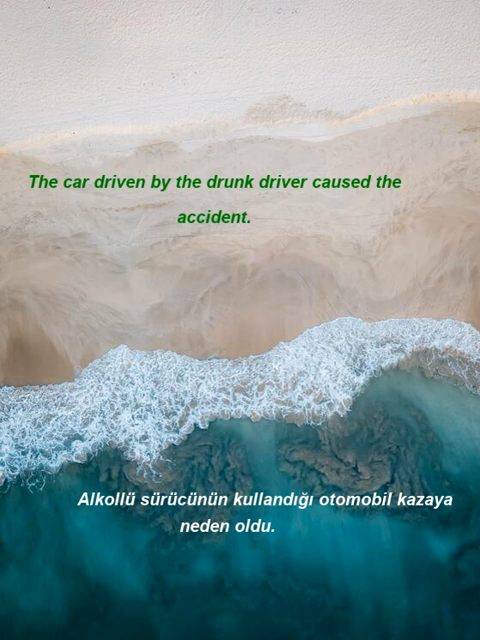 The car driven by the drunk driver caused the
accident.
Alkollü sürücünün kullandığı otomobil kazaya
neden oldu.